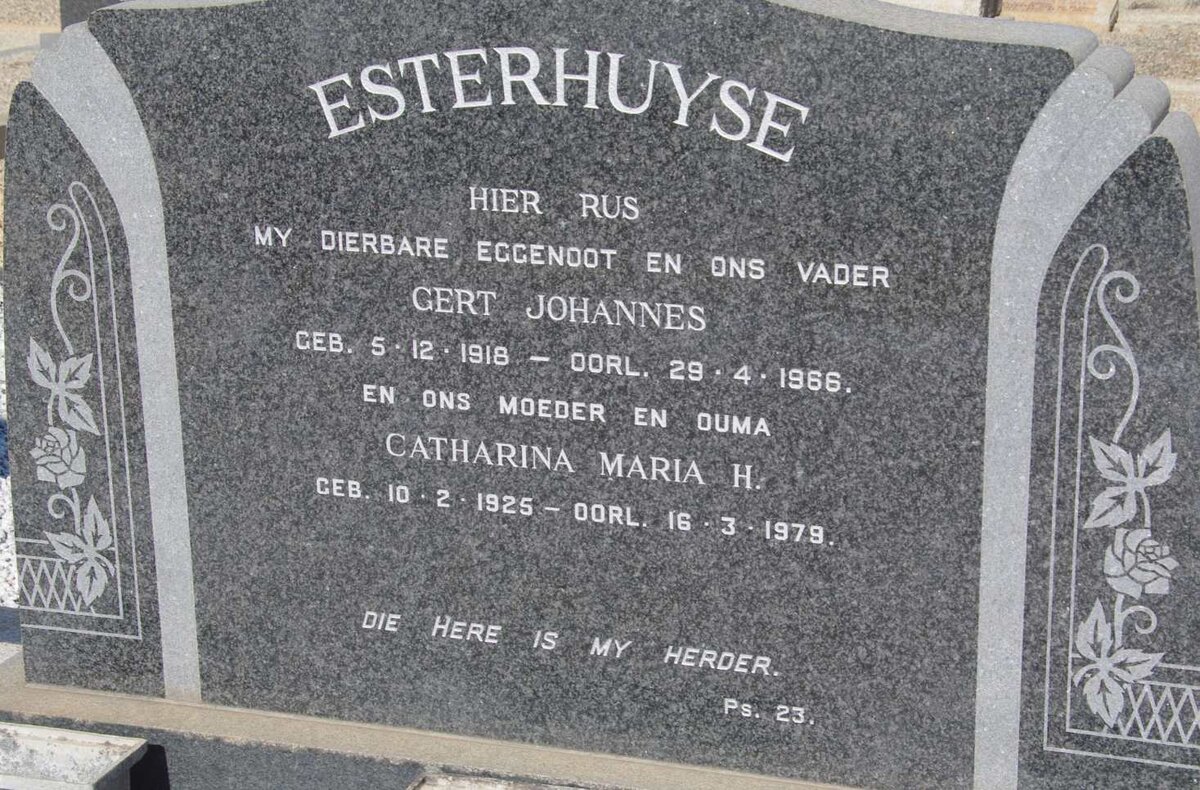 ESTERHUYSE
HIER RUS
MY DIERBARE EGGENOOT EN ONS VADER
GERT JOHANNES
GEB. 5·12·1918 – OORL. 29·4·1966.
EN ONS MOEDER EN OUMA
CATHARINA MARIA H.
GEB. 10·2·1925 – OORL. 16·3·1979.
DIE HERE IS MY HERDER.
PS. 23.